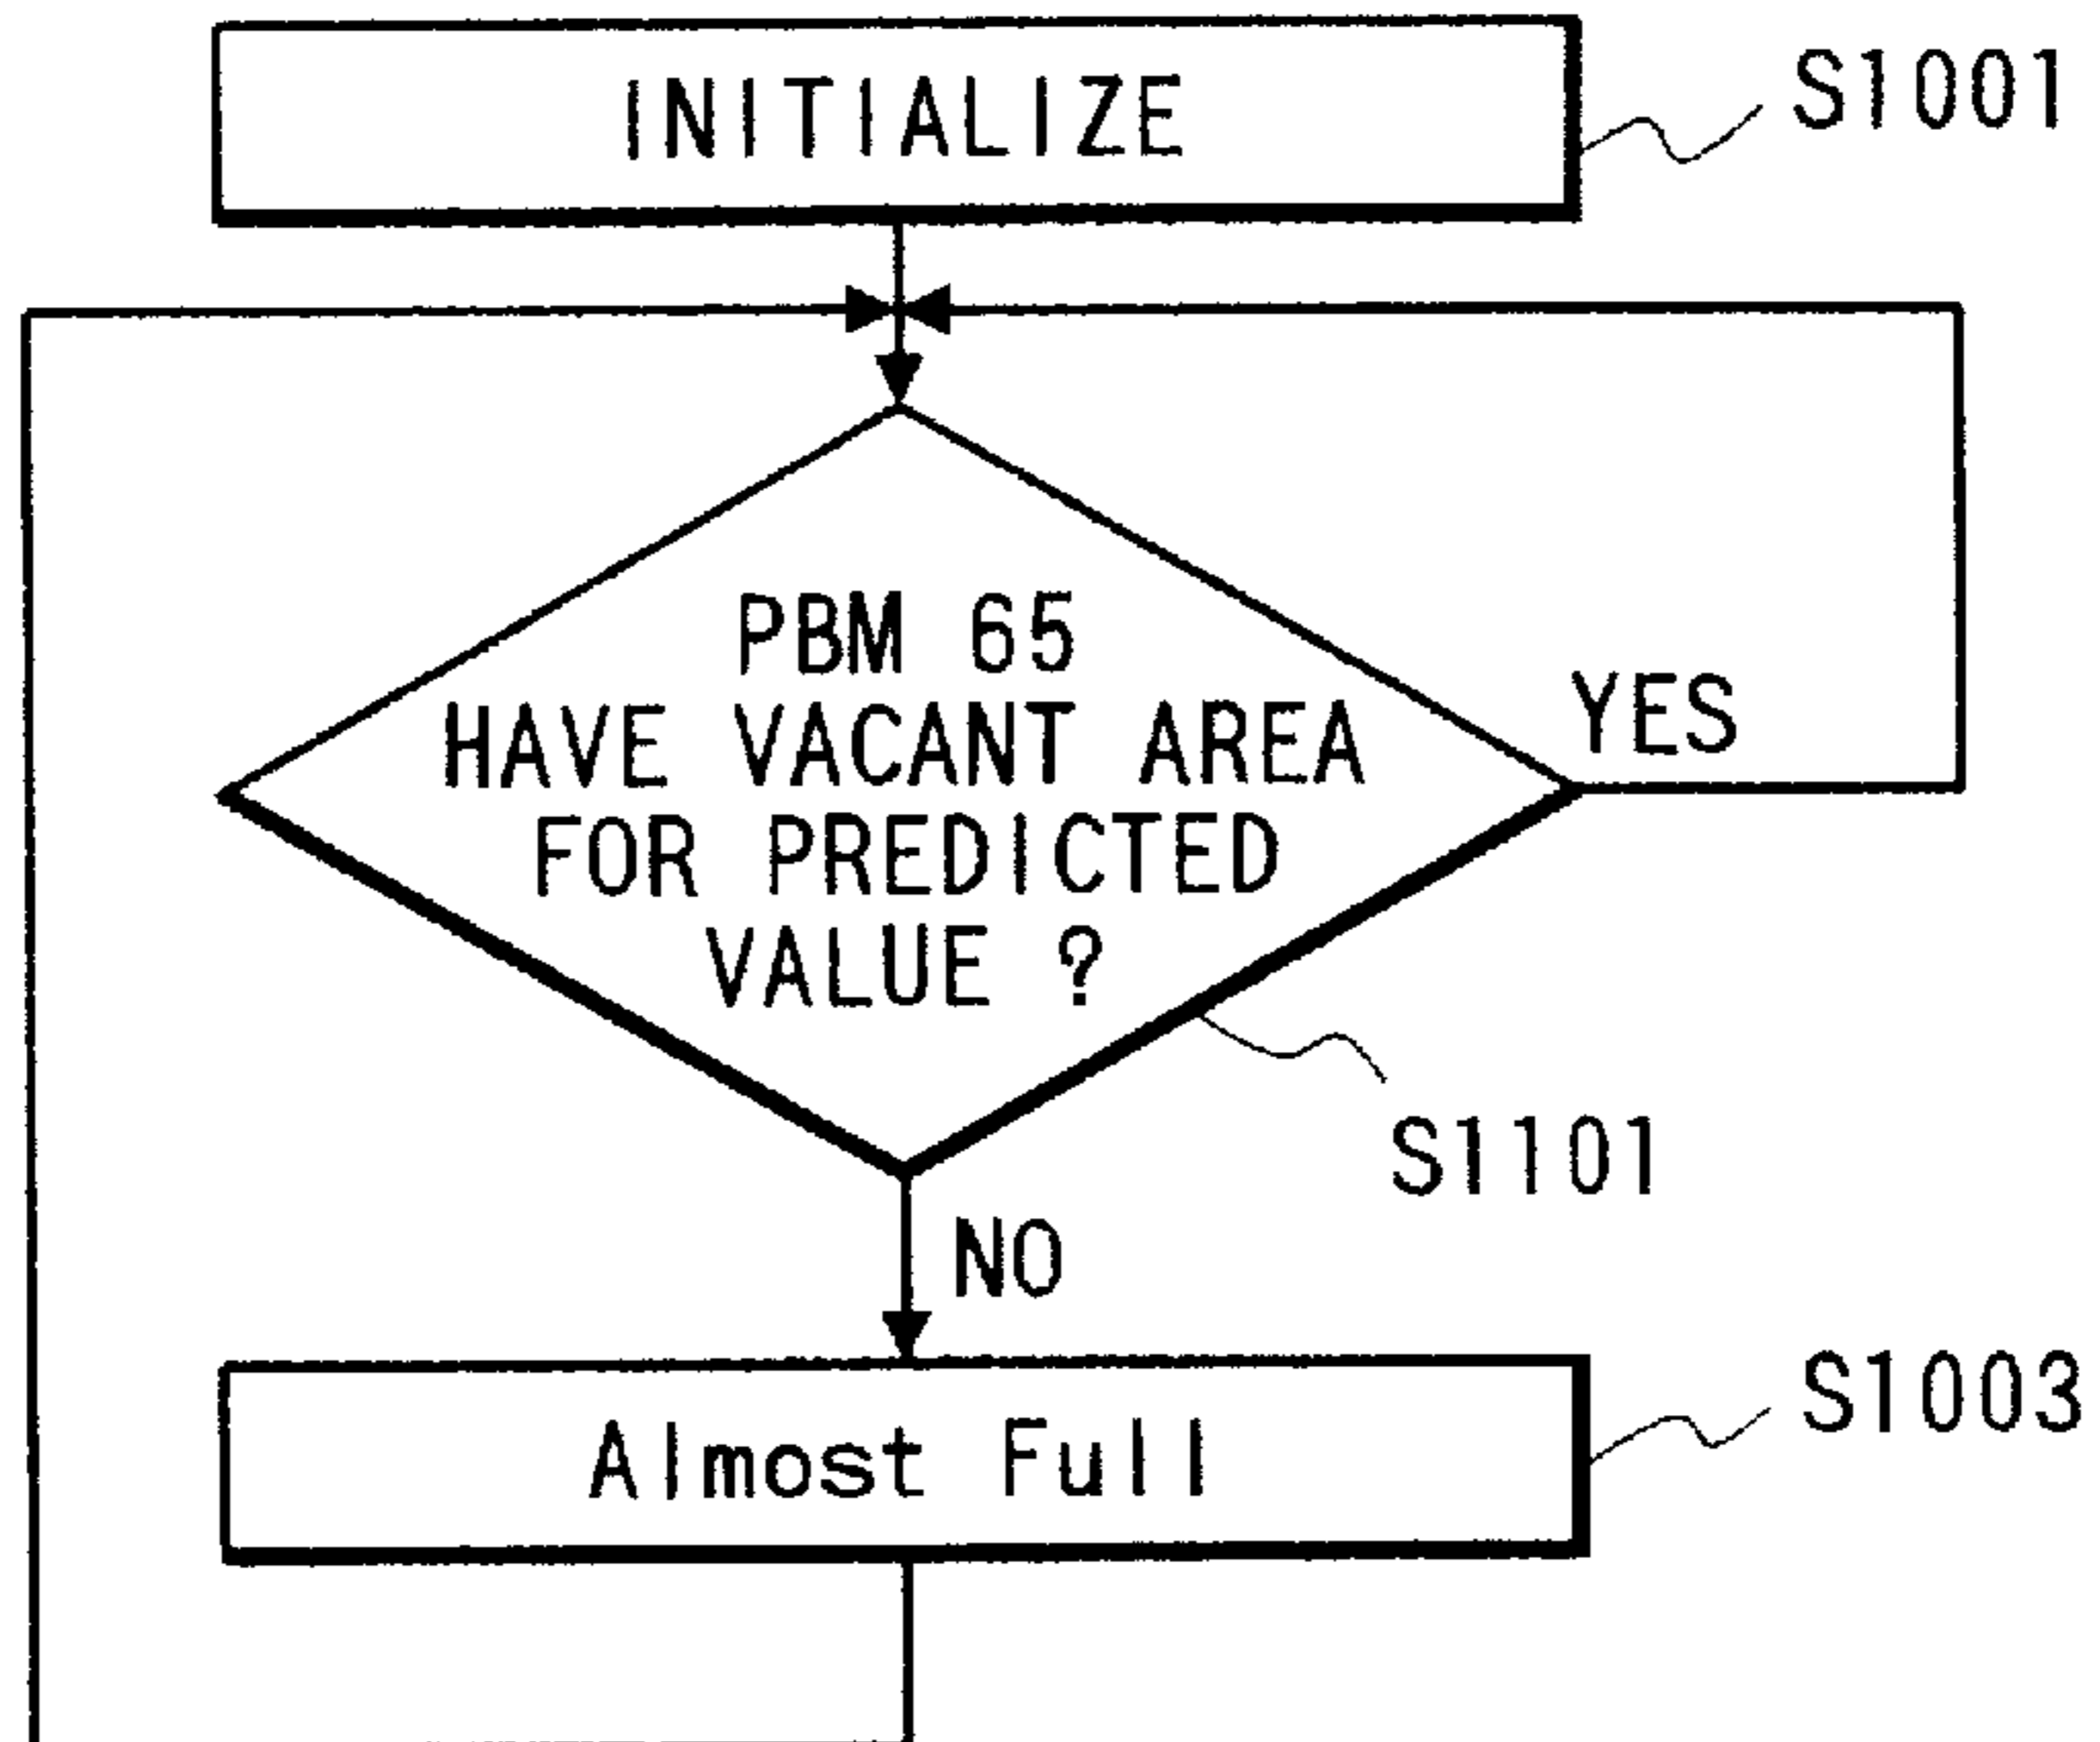 INITIALIZE
S1001
PBM 65
HAVE VACANT AREA
FOR PREDICTED
VALUE ?
YES
S1101
NO
Almost Full
S1003